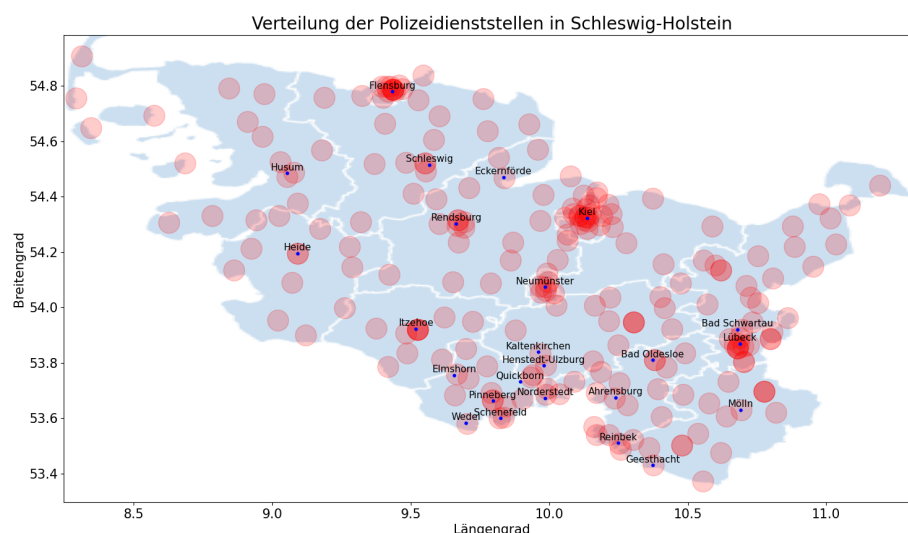 Verteilung der Polizeidienststellen in Schleswig-Holstein
Breitengrad
54.8
54.6
54.4
54.2
54.0
53.8
53.6
53.4
Flensburg
Schleswig
Husum
Eckernförde
Kiel
Rendsburg
Heide
Neumünster
Itzehoe
Bad Schwartau
Lübeck
Kaltenkirchen
Henstedt-Ulzburg
Bad Oldesloe
Elmshorn
Quickborn
Pinneberg
Norderstedt
Ahrensburg
Mölln
Schenefeld
Wedel
Reinbek
Geesthacht
8.5 9.0 9.5 10.0 10.5 11.0
Längengrad